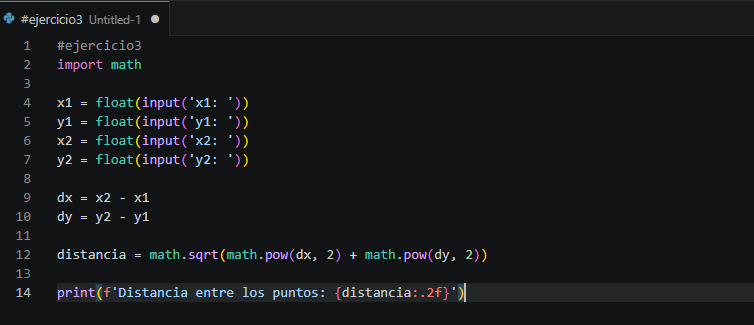 #ejercicio3 Untitled-1
1 #ejercicio3
2 import math
3
4 x1 = float(input('x1: '))
5 y1 = float(input('y1: '))
6 x2 = float(input('x2: '))
7 y2 = float(input('y2: '))
8
9 dx = x2 - x1
10 dy = y2 - y1
11
12 distancia = math.sqrt(math.pow(dx, 2) + math.pow(dy, 2))
13
14 print(f'Distancia entre los puntos: {distancia:.2f}')